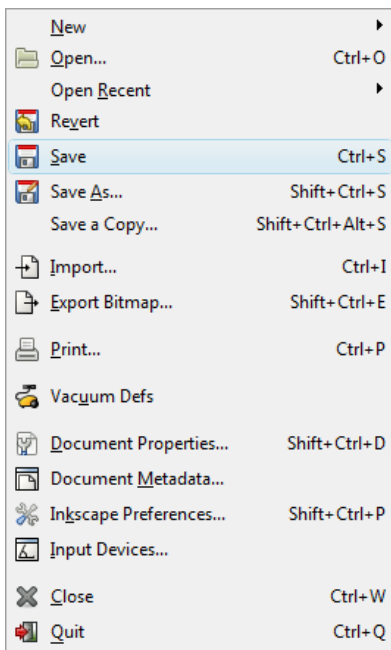 New
Open... Ctrl+O
Open Recent
Revert
Save Ctrl+S
Save As... Shift+Ctrl+S
Save a Copy... Shift+Ctrl+Alt+S
Import... Ctrl+I
Export Bitmap... Shift+Ctrl+E
Print... Ctrl+P
Vacuum Defs
Document Properties... Shift+Ctrl+D
Document Metadata...
Inkscape Preferences... Shift+Ctrl+P
Input Devices...
Close Ctrl+W
Quit Ctrl+Q